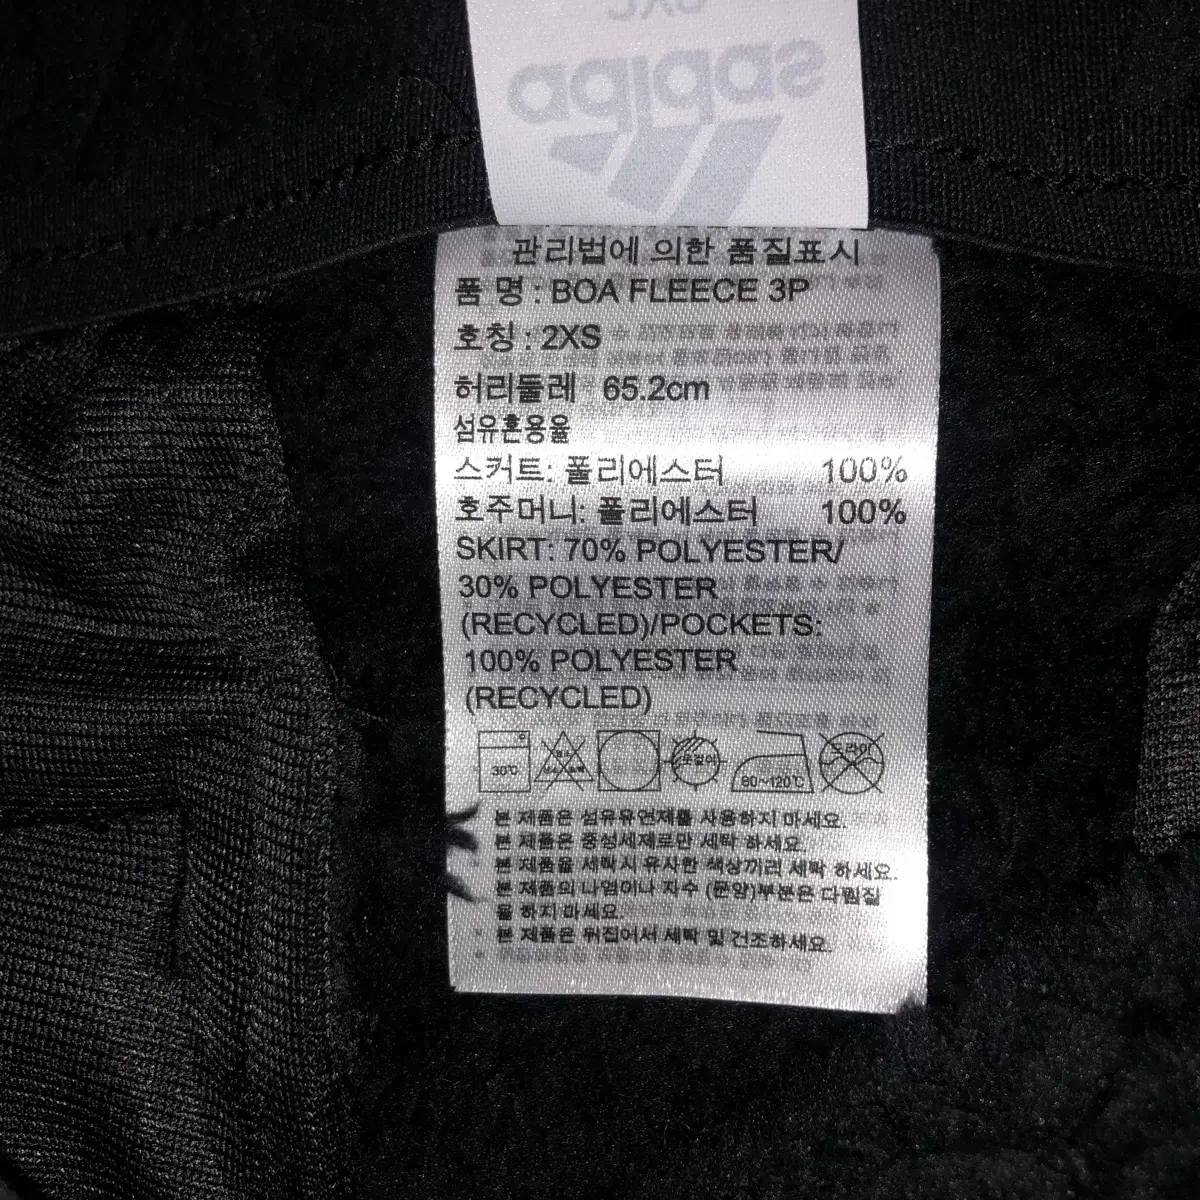 adidas
관리법에 의한 품질표시
품 명 : BOA FLEECE 3P
호칭 : 2XS
허리둘레 65.2cm
섬유혼용율
스커트: 폴리에스터 100%
호주머니: 폴리에스터 100%
SKIRT: 70% POLYESTER/
30% POLYESTER
(RECYCLED)/POCKETS:
100% POLYESTER
(RECYCLED)
30℃ 80~120℃ 드라이
본 제품은 섬유유연제를 사용하지 마세요.
본 제품은 중성세제로만 세탁 하세요.
본 제품을 세탁시 유사한 색상끼리 세탁 하세요.
본 제품의 나염이나 자수 (문양)부분은 다림질
을 하지 마세요.
* 본 제품은 뒤집어서 세탁 및 건조하세요.